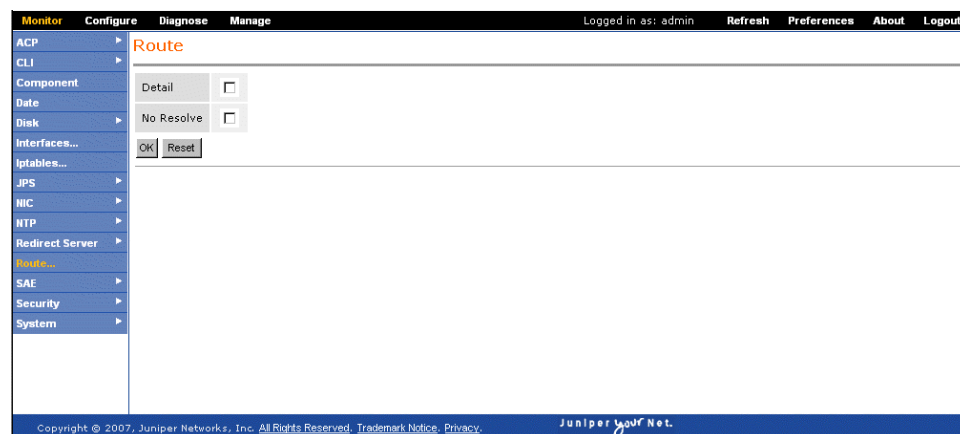 Monitor Configure Diagnose Manage Logged in as: admin Refresh Preferences About Logout
ACP
CLI
Component
Date
Disk
Interfaces...
Iptables...
JPS
NIC
NTP
Redirect Server
Route...
SAE
Security
System
Route
Detail
No Resolve
OK Reset
Copyright © 2007, Juniper Networks, Inc. All Rights Reserved. Trademark Notice. Privacy.
Juniper your Net.